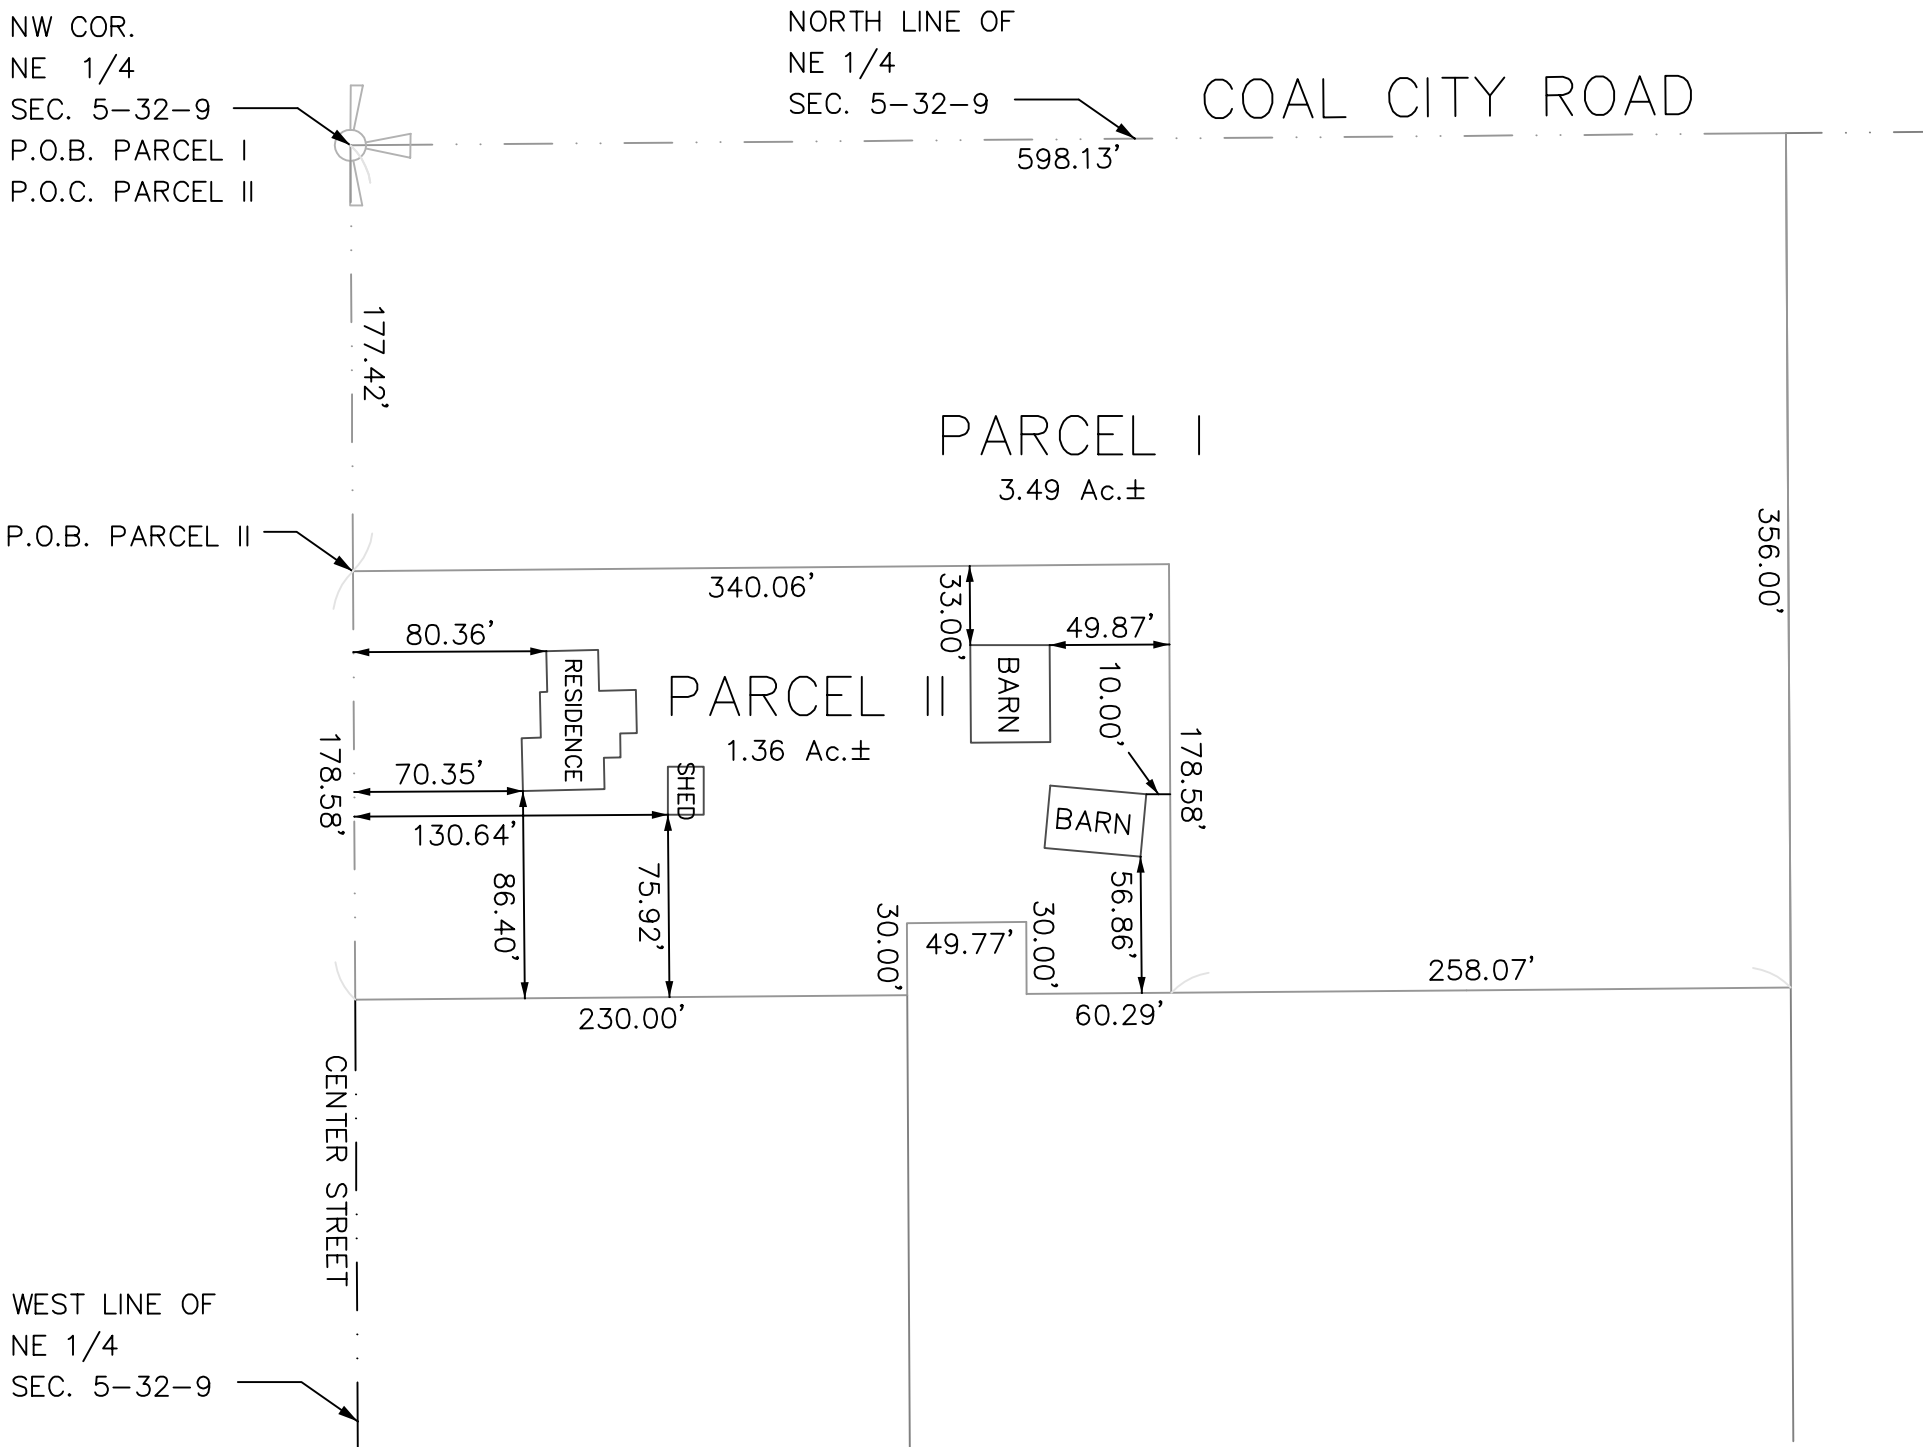 NW COR.
NE 1/4
SEC. 5-32-9
P.O.B. PARCEL I
P.O.C. PARCEL II
NORTH LINE OF
NE 1/4
SEC. 5-32-9
COAL CITY ROAD
598.13'
177.42'
PARCEL I
3.49 Ac.±
356.00'
P.O.B. PARCEL II
340.06'
33.00'
80.36'
49.87'
RESIDENCE
PARCEL II
1.36 Ac.±
BARN
10.00'
178.58'
178.58'
70.35'
SHED
130.64'
BARN
86.40'
75.92'
56.86'
30.00'
49.77'
30.00'
258.07'
230.00'
60.29'
CENTER STREET
WEST LINE OF
NE 1/4
SEC. 5-32-9